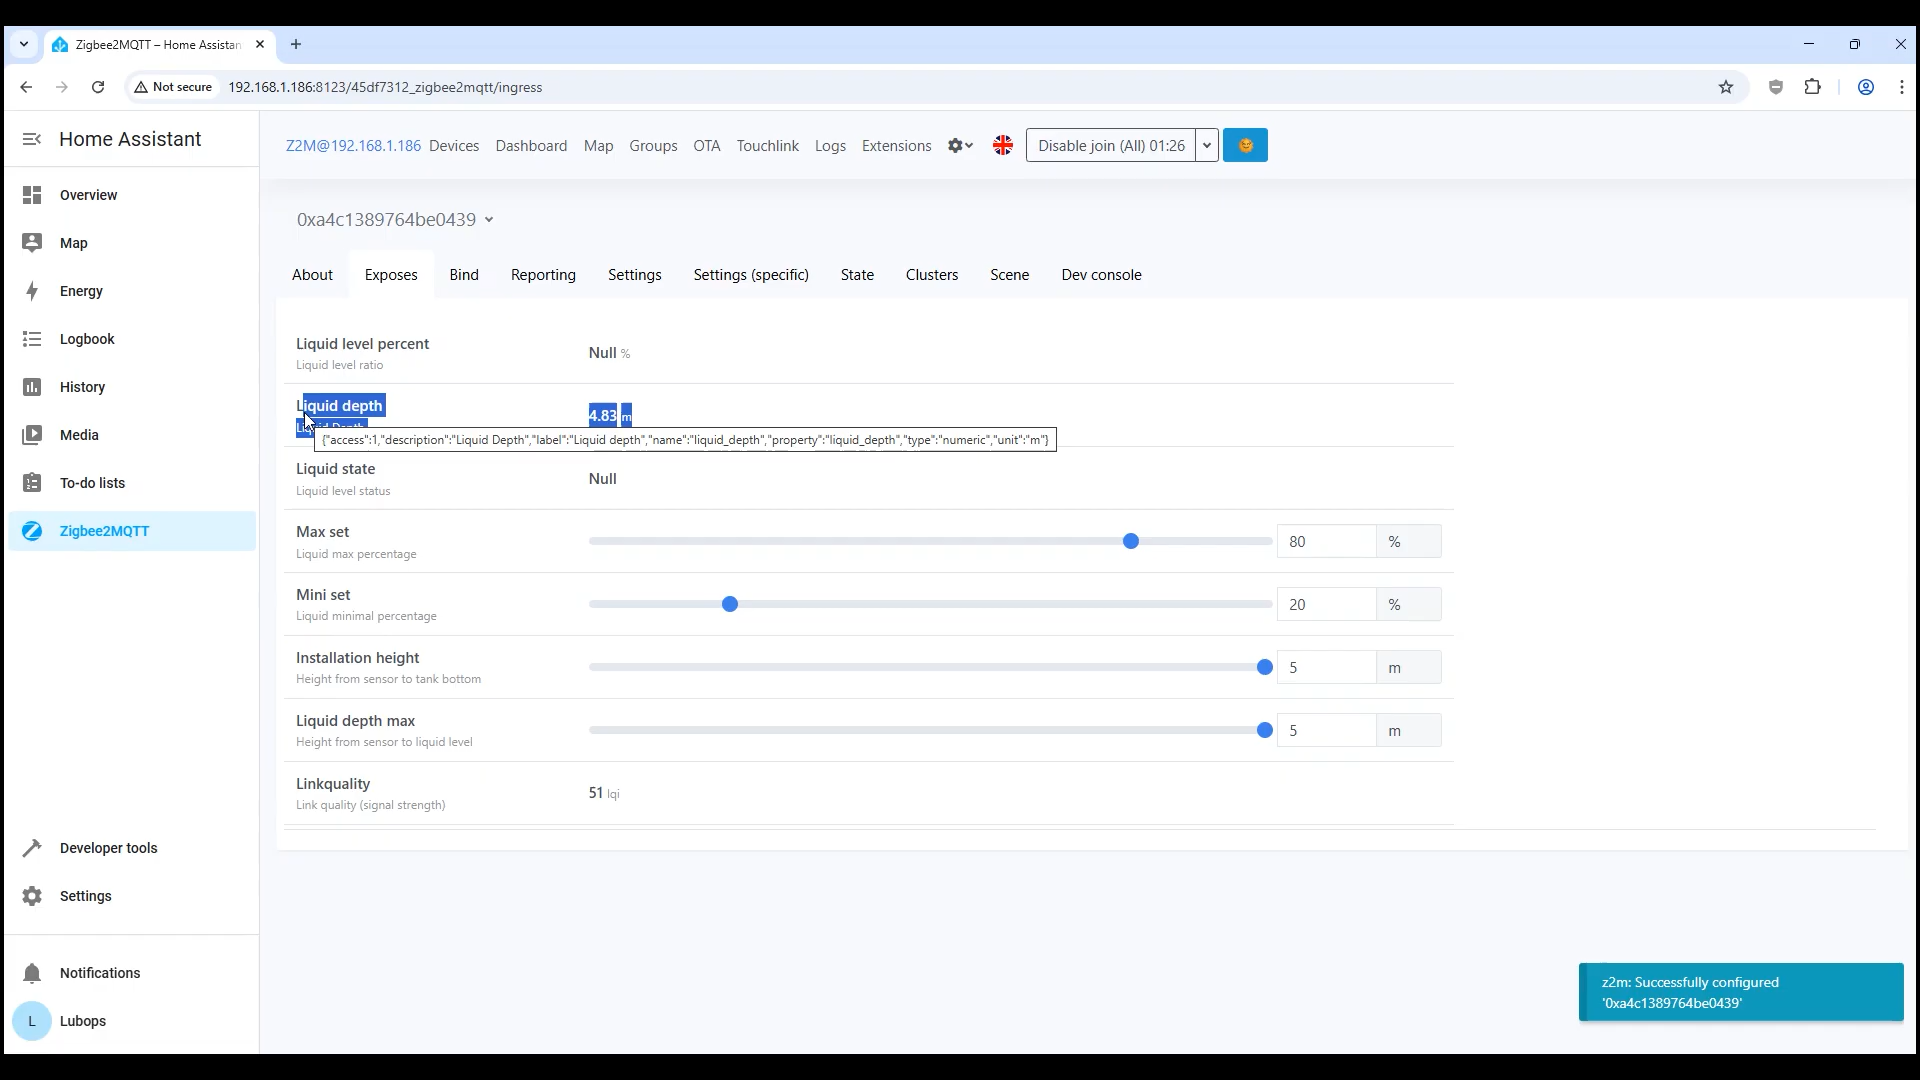 Zigbee2MQTT – Home Assistan
Not secure
192.168.1.186:8123/45df7312_zigbee2mqtt/ingress
Home Assistant
Z2M@192.168.1.186 Devices Dashboard Map Groups OTA Touchlink Logs Extensions
Disable join (All) 01:26
Overview
Map
Energy
Logbook
History
Media
To-do lists
Zigbee2MQTT
Developer tools
Settings
Notifications
L Lubops
0xa4c1389764be0439
About Exposes Bind Reporting Settings Settings (specific) State Clusters Scene Dev console
Liquid level percent
Liquid level ratio
Null %
Liquid depth
Liquid Depth
4.83 m
{"access":1,"description":"Liquid Depth","label":"Liquid depth","name":"liquid_depth","property":"liquid_depth","type":"numeric","unit":"m"}
Liquid state
Liquid level status
Null
Max set
Liquid max percentage
80 %
Mini set
Liquid minimal percentage
20 %
Installation height
Height from sensor to tank bottom
5 m
Liquid depth max
Height from sensor to liquid level
5 m
Linkquality
Link quality (signal strength)
51 lqi
z2m: Successfully configured
'0xa4c1389764be0439'